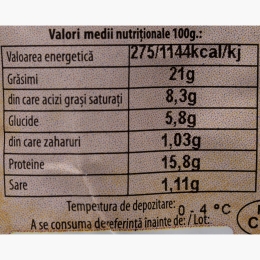 Valori medii nutriționale 100g.:
Valoarea energetică 275/1144kcal/kj
Grăsimi 21g
din care acizi grași saturați 8,3g
Glucide 5,8g
din care zaharuri 1,03g
Proteine 15,8g
Sare 1,11g
Temperatura de depozitare: 0 - 4 °C
A se consuma de referință înainte de: / Lot:
C